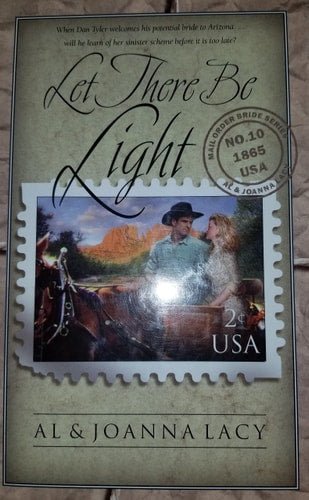 When Dan Tyler welcomes his potential bride to Arizona. . . .
will he learn of her sinister scheme before it is too late?
Let There Be
Light
MAIL ORDER BRIDE SERIES
NO.10
1865
USA
AL & JOANNA LACY
2¢
USA
AL & JOANNA LACY